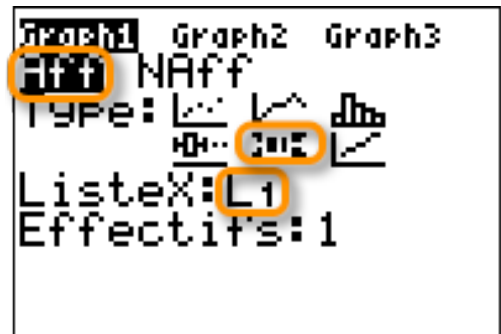 Graph1 Graph2 Graph3
Aff NAff
Type:
ListeX:L1
Effectifs:1